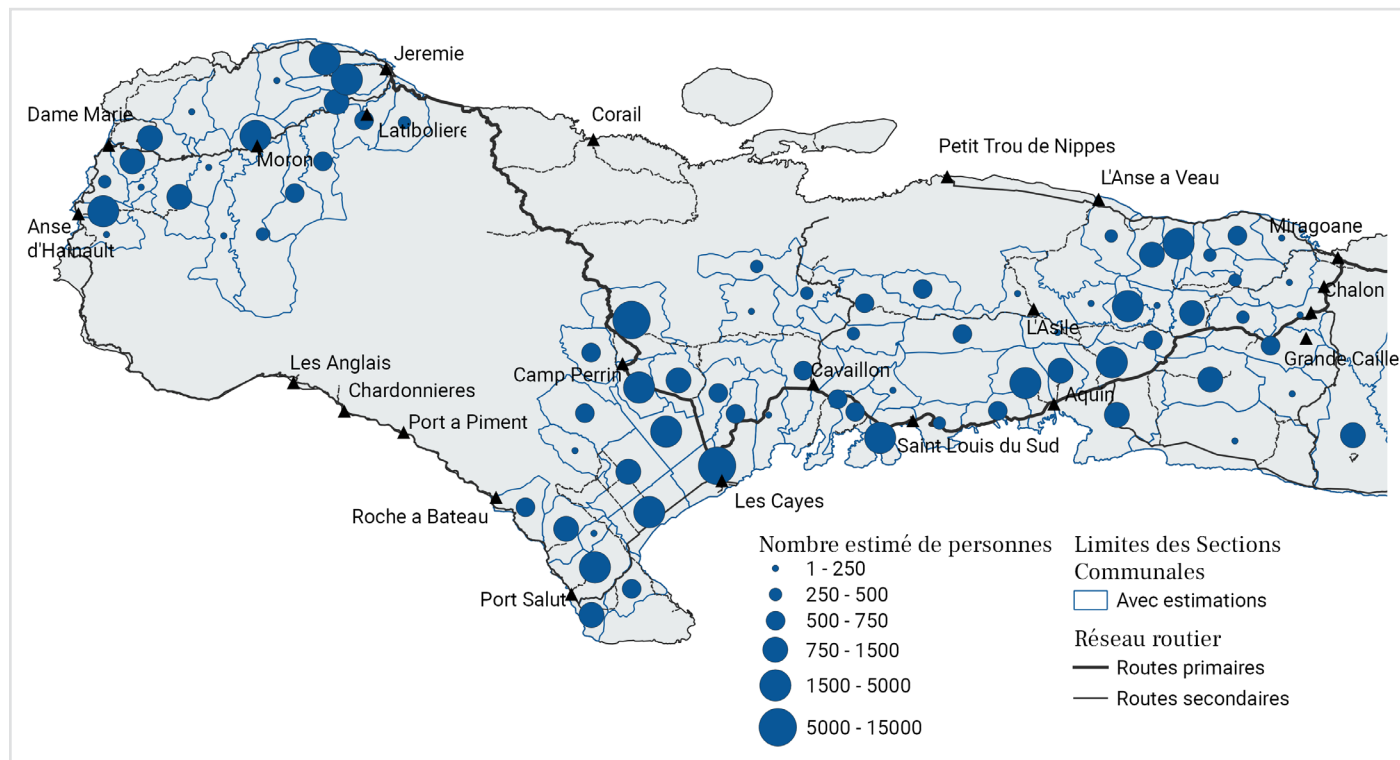 Jeremie
Dame Marie
Corail
Latiboliere
Moron
Petit Trou de Nippes
L'Anse a Veau
Anse
d'Hainault
Miragoane
Chalon
L'Asile
Grande Caille
Les Anglais
Camp Perrin
Cavaillon
Chardonnieres
Aquin
Port a Piment
Saint Louis du Sud
Les Cayes
Roche a Bateau
Port Salut
Nombre estimé de personnes
1 - 250
250 - 500
500 - 750
750 - 1500
1500 - 5000
5000 - 15000
Limites des Sections
Communales
Avec estimations
Réseau routier
Routes primaires
Routes secondaires